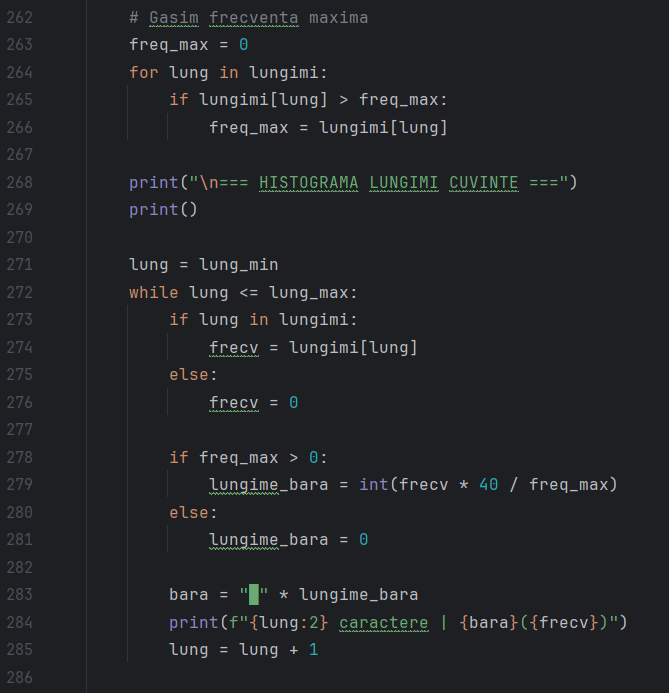 262 # Gasim frecventa maxima
263 freq_max = 0
264 for lung in lungimi:
265     if lungimi[lung] > freq_max:
266         freq_max = lungimi[lung]
267
268 print("\n=== HISTOGRAMA LUNGIMI CUVINTE ===")
269 print()
270
271 lung = lung_min
272 while lung <= lung_max:
273     if lung in lungimi:
274         frecv = lungimi[lung]
275     else:
276         frecv = 0
277
278     if freq_max > 0:
279         lungime_bara = int(frecv * 40 / freq_max)
280     else:
281         lungime_bara = 0
282
283     bara = "█" * lungime_bara
284     print(f"{lung:2} caractere | {bara}({frecv})")
285     lung = lung + 1
286